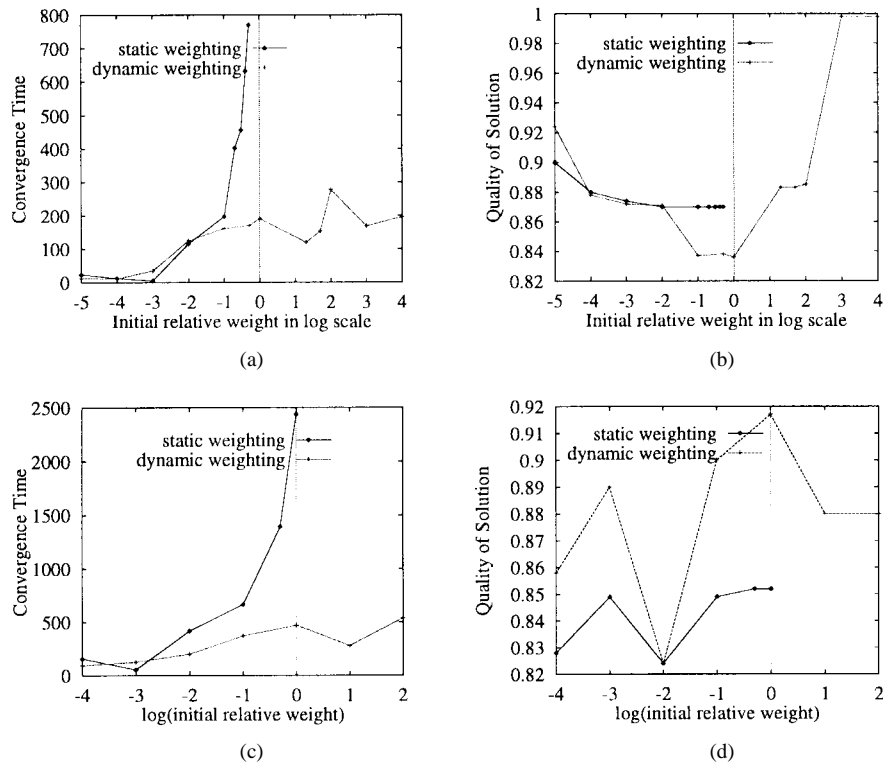 800
700
600
500
400
300
200
100
0
Convergence Time
static weighting
dynamic weighting
-5 -4 -3 -2 -1 0 1 2 3 4
Initial relative weight in log scale
(a)
1
0.98
0.96
0.94
0.92
0.9
0.88
0.86
0.84
0.82
Quality of Solution
static weighting
dynamic weighting
-5 -4 -3 -2 -1 0 1 2 3 4
Initial relative weight in log scale
(b)
2500
2000
1500
1000
500
0
Convergence Time
static weighting
dynamic weighting
-4 -3 -2 -1 0 1 2
log(initial relative weight)
(c)
0.92
0.91
0.9
0.89
0.88
0.87
0.86
0.85
0.84
0.83
0.82
Quality of Solution
static weighting
dynamic weighting
-4 -3 -2 -1 0 1 2
log(initial relative weight)
(d)